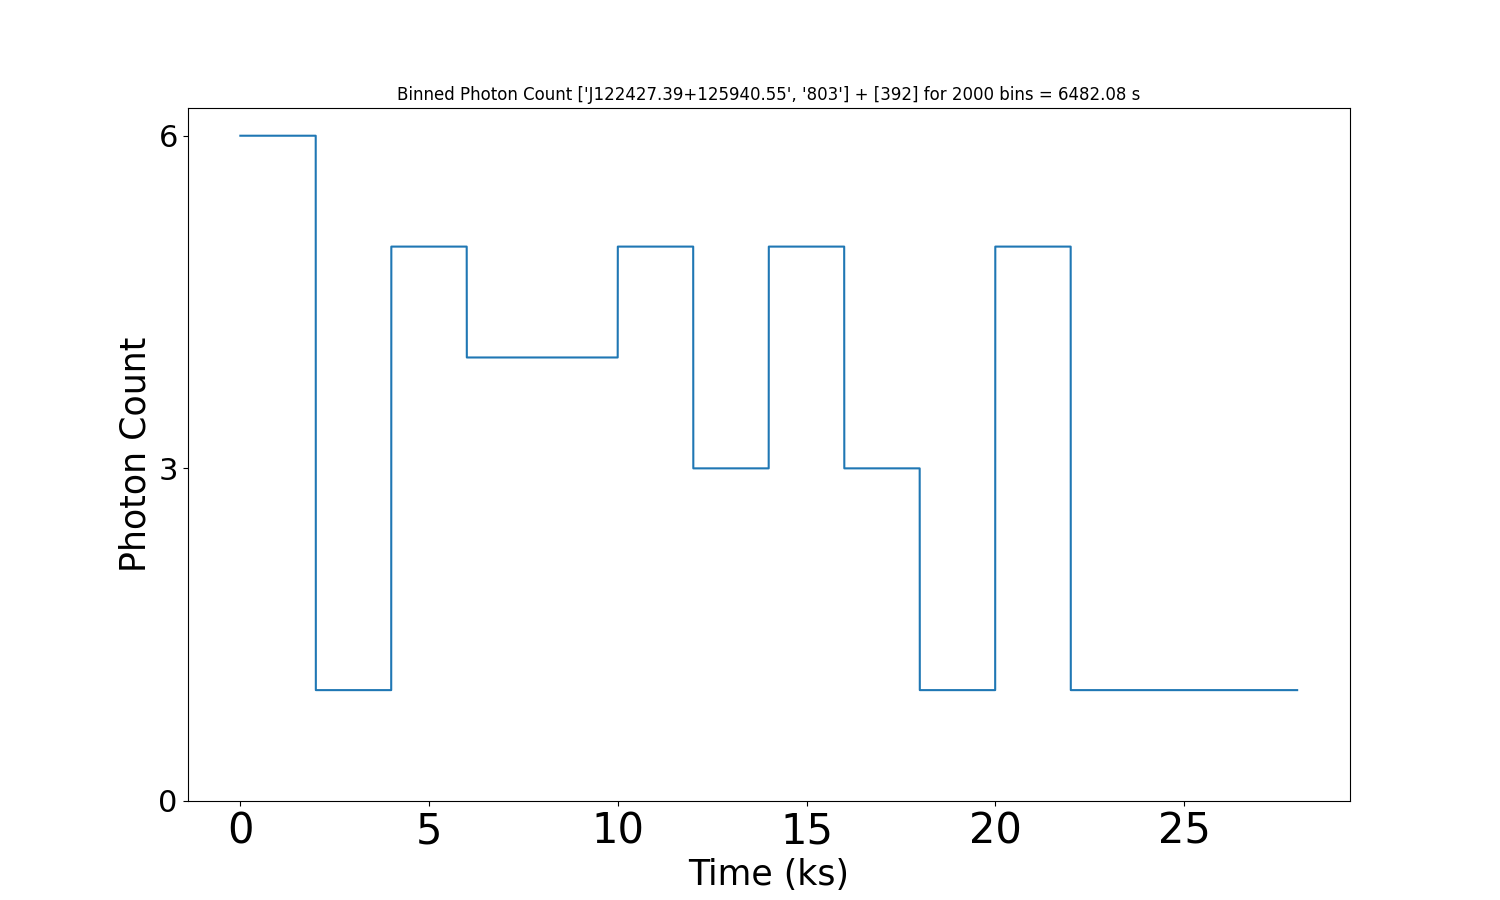 Binned Photon Count ['J122427.39+125940.55', '803'] + [392] for 2000 bins = 6482.08 s
Photon Count
6
3
0
0 5 10 15 20 25
Time (ks)